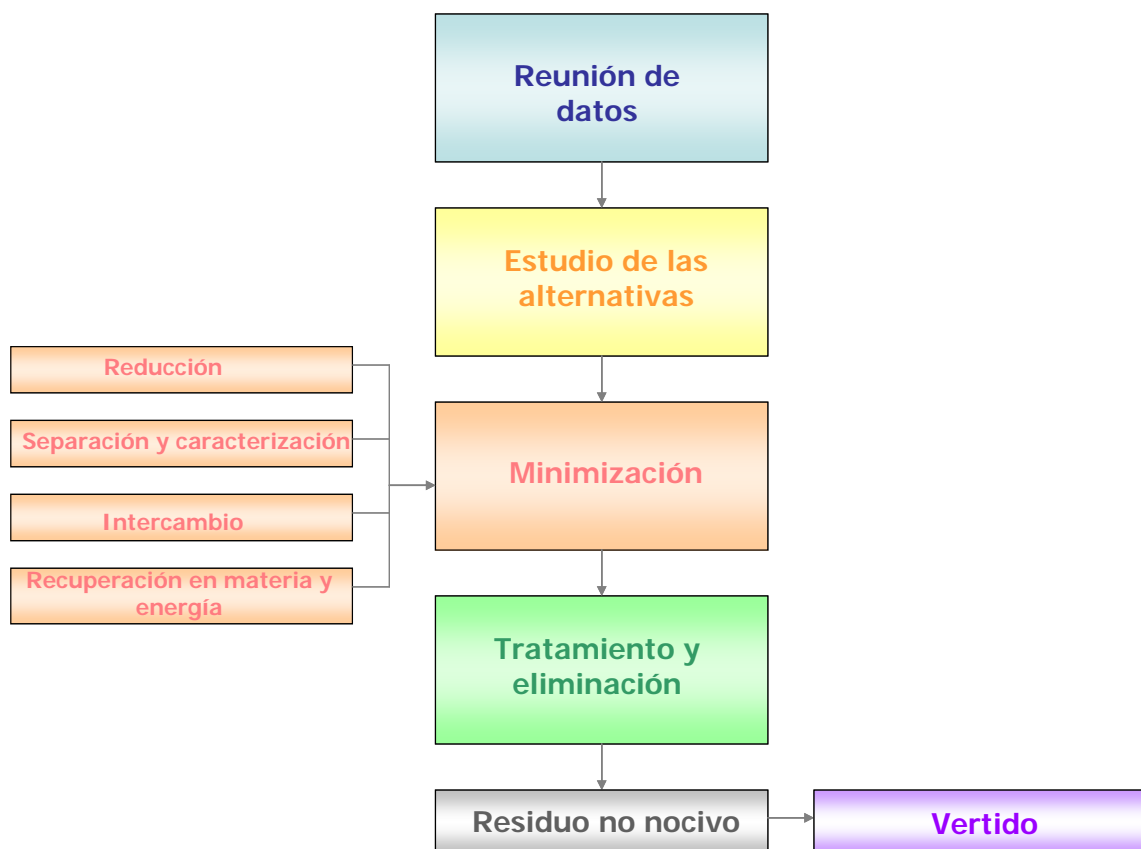 Reunión de
datos
Estudio de las
alternativas
Reducción
Separación y caracterización
Intercambio
Recuperación en materia y
energía
Minimización
Tratamiento y
eliminación
Residuo no nocivo
Vertido